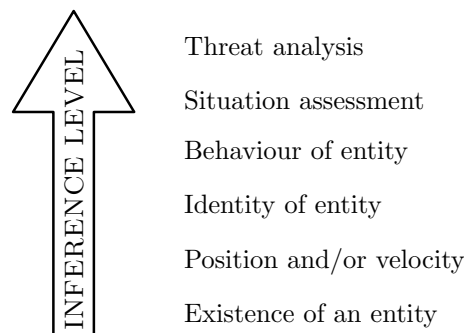 Threat analysis
Situation assessment
Behaviour of entity
Identity of entity
Position and/or velocity
Existence of an entity
INFERENCE LEVEL